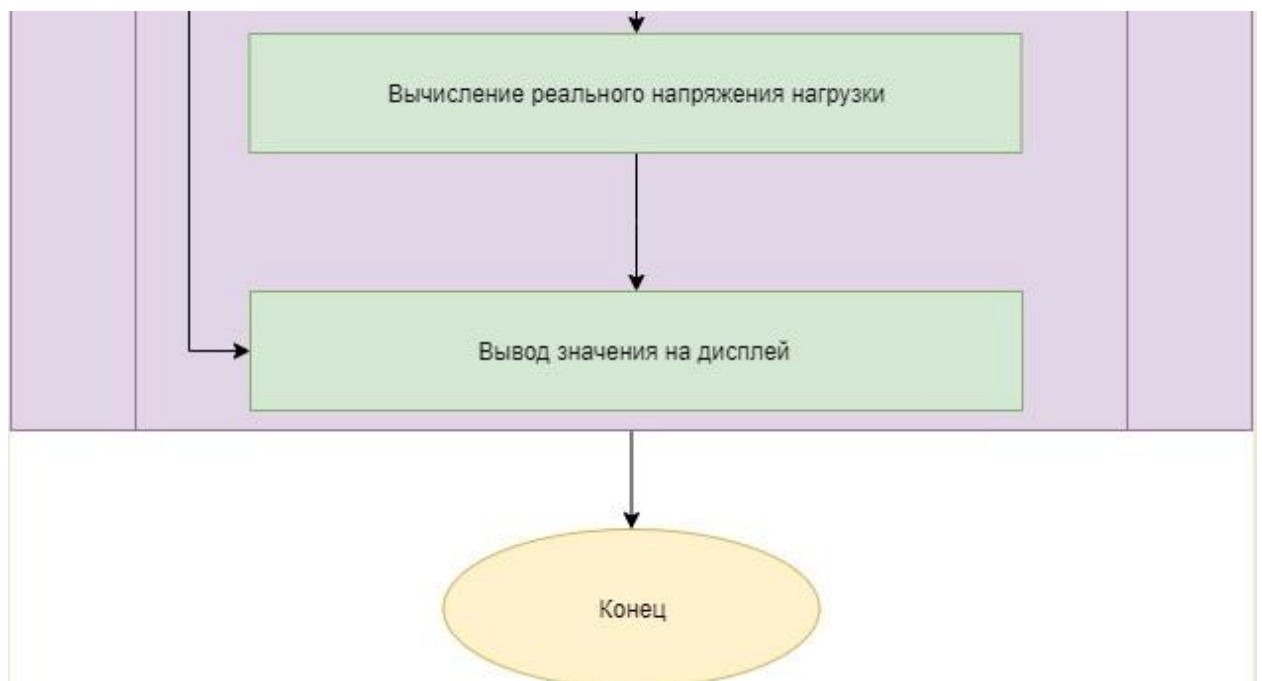 Вычисление реального напряжения нагрузки
Вывод значения на дисплей
Конец